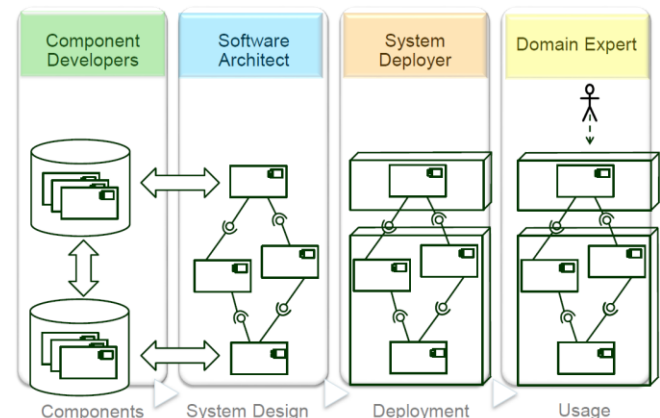 Component
Developers
Software
Architect
System
Deployer
Domain Expert
Components
System Design
Deployment
Usage